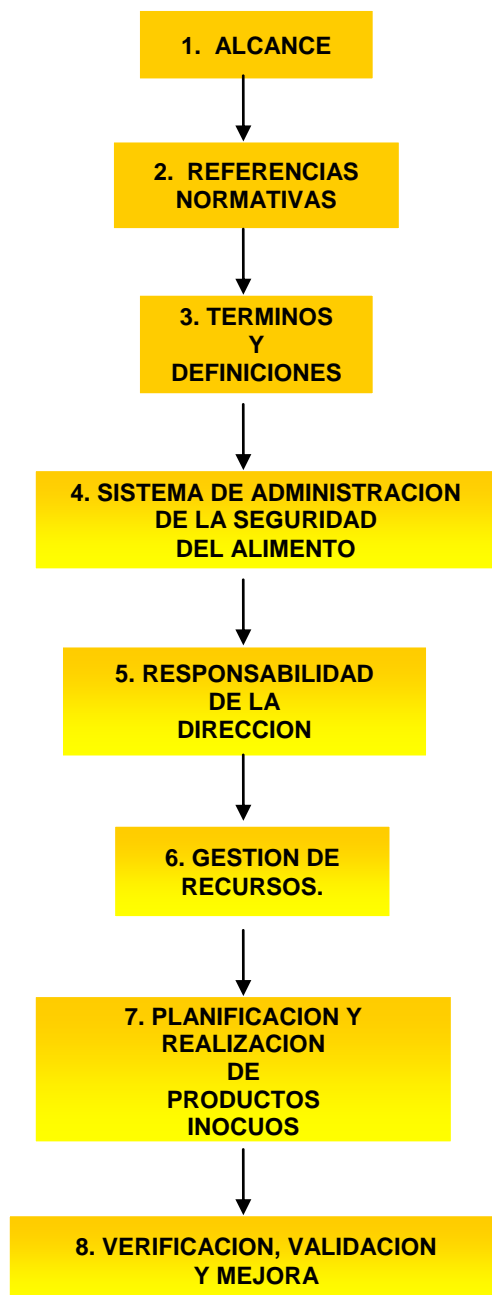 1. ALCANCE
2. REFERENCIAS
NORMATIVAS
3. TERMINOS
Y
DEFINICIONES
4. SISTEMA DE ADMINISTRACION
DE LA SEGURIDAD
DEL ALIMENTO
5. RESPONSABILIDAD
DE LA
DIRECCION
6. GESTION DE
RECURSOS.
7. PLANIFICACION Y
REALIZACION
DE
PRODUCTOS
INOCUOS
8. VERIFICACION, VALIDACION
Y MEJORA